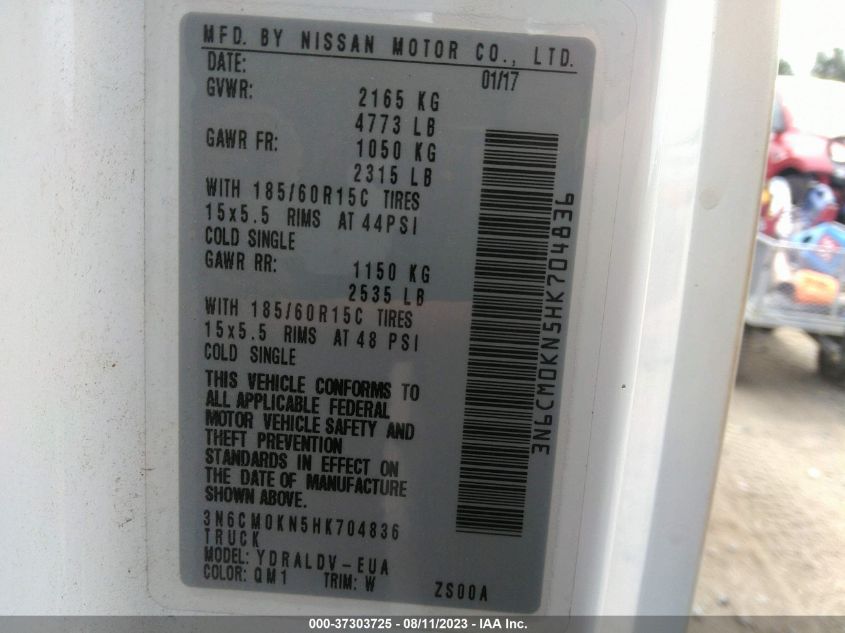 MFD. BY NISSAN MOTOR CO., LTD.
DATE: 01/17
GVWR: 2165 KG
4773 LB
GAWR FR: 1050 KG
2315 LB
WITH 185/60R15C TIRES
15x5.5 RIMS AT 44PSI
COLD SINGLE
GAWR RR: 1150 KG
2535 LB
WITH 185/60R15C TIRES
15x5.5 RIMS AT 48 PSI
COLD SINGLE
THIS VEHICLE CONFORMS TO
ALL APPLICABLE FEDERAL
MOTOR VEHICLE SAFETY AND
THEFT PREVENTION
STANDARDS IN EFFECT ON
THE DATE OF MANUFACTURE
SHOWN ABOVE.
3N6CM0KN5HK704836
TRUCK
MODEL: YDRALDV-EUA
COLOR: QM1 TRIM: W ZS00A
3N6CM0KN5HK704836
000-37303725 - 08/11/2023 - IAA Inc.